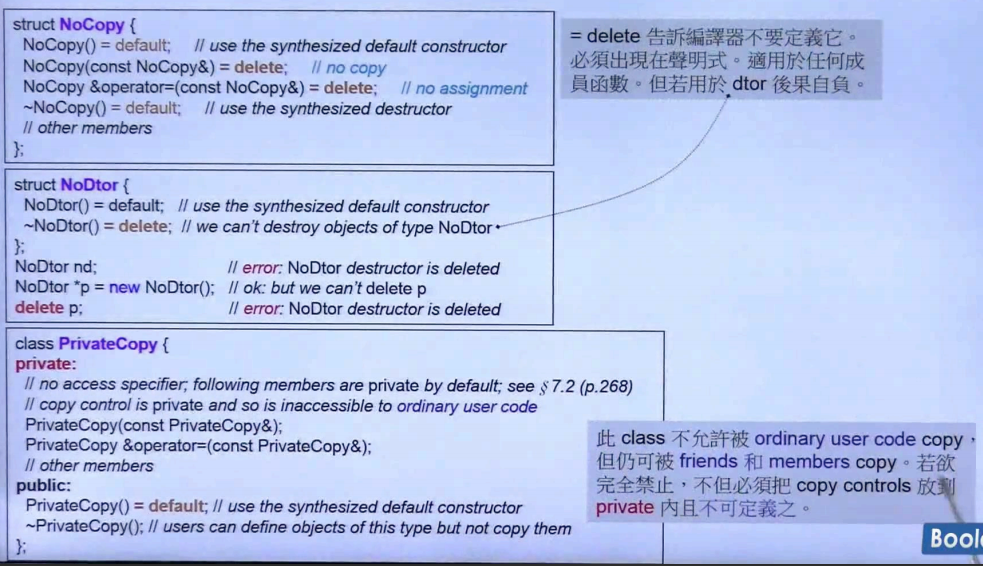 struct NoCopy {
NoCopy() = default; // use the synthesized default constructor
NoCopy(const NoCopy&) = delete; // no copy
NoCopy &operator=(const NoCopy&) = delete; // no assignment
~NoCopy() = default; // use the synthesized destructor
// other members
};
= delete 告訴編譯器不要定義它。
必須出現在聲明式。適用於任何成
員函數。但若用於 dtor 後果自負。
struct NoDtor {
NoDtor() = default; // use the synthesized default constructor
~NoDtor() = delete; // we can't destroy objects of type NoDtor
};
NoDtor nd; // error: NoDtor destructor is deleted
NoDtor *p = new NoDtor(); // ok: but we can't delete p
delete p; // error: NoDtor destructor is deleted
class PrivateCopy {
private:
// no access specifier; following members are private by default; see §7.2 (p.268)
// copy control is private and so is inaccessible to ordinary user code
PrivateCopy(const PrivateCopy&);
PrivateCopy &operator=(const PrivateCopy&);
// other members
public:
PrivateCopy() = default; // use the synthesized default constructor
~PrivateCopy(); // users can define objects of this type but not copy them
};
此 class 不允許被 ordinary user code copy，
但仍可被 friends 和 members copy。若欲
完全禁止，不但必須把 copy controls 放到
private 內且不可定義之。